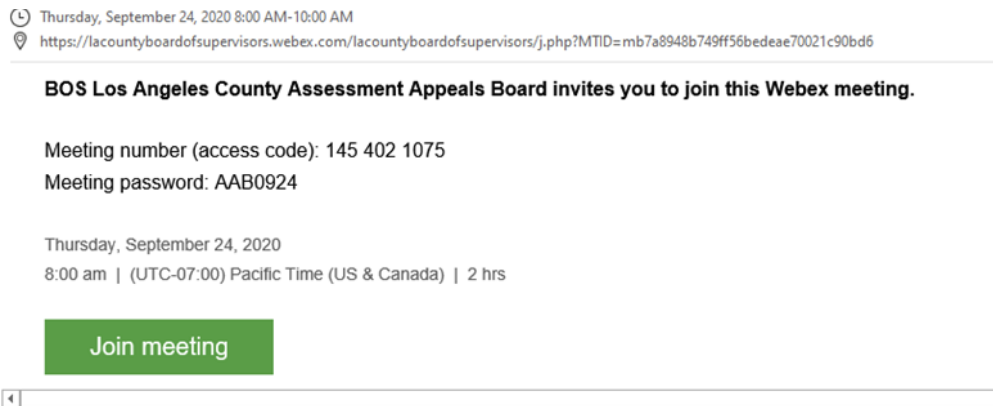 Thursday, September 24, 2020 8:00 AM-10:00 AM
https://lacountyboardofsupervisors.webex.com/lacountyboardofsupervisors/j.php?MTID=mb7a8948b749ff56bedeae70021c90bd6
BOS Los Angeles County Assessment Appeals Board invites you to join this Webex meeting.
Meeting number (access code): 145 402 1075
Meeting password: AAB0924
Thursday, September 24, 2020
8:00 am | (UTC-07:00) Pacific Time (US & Canada) | 2 hrs
Join meeting